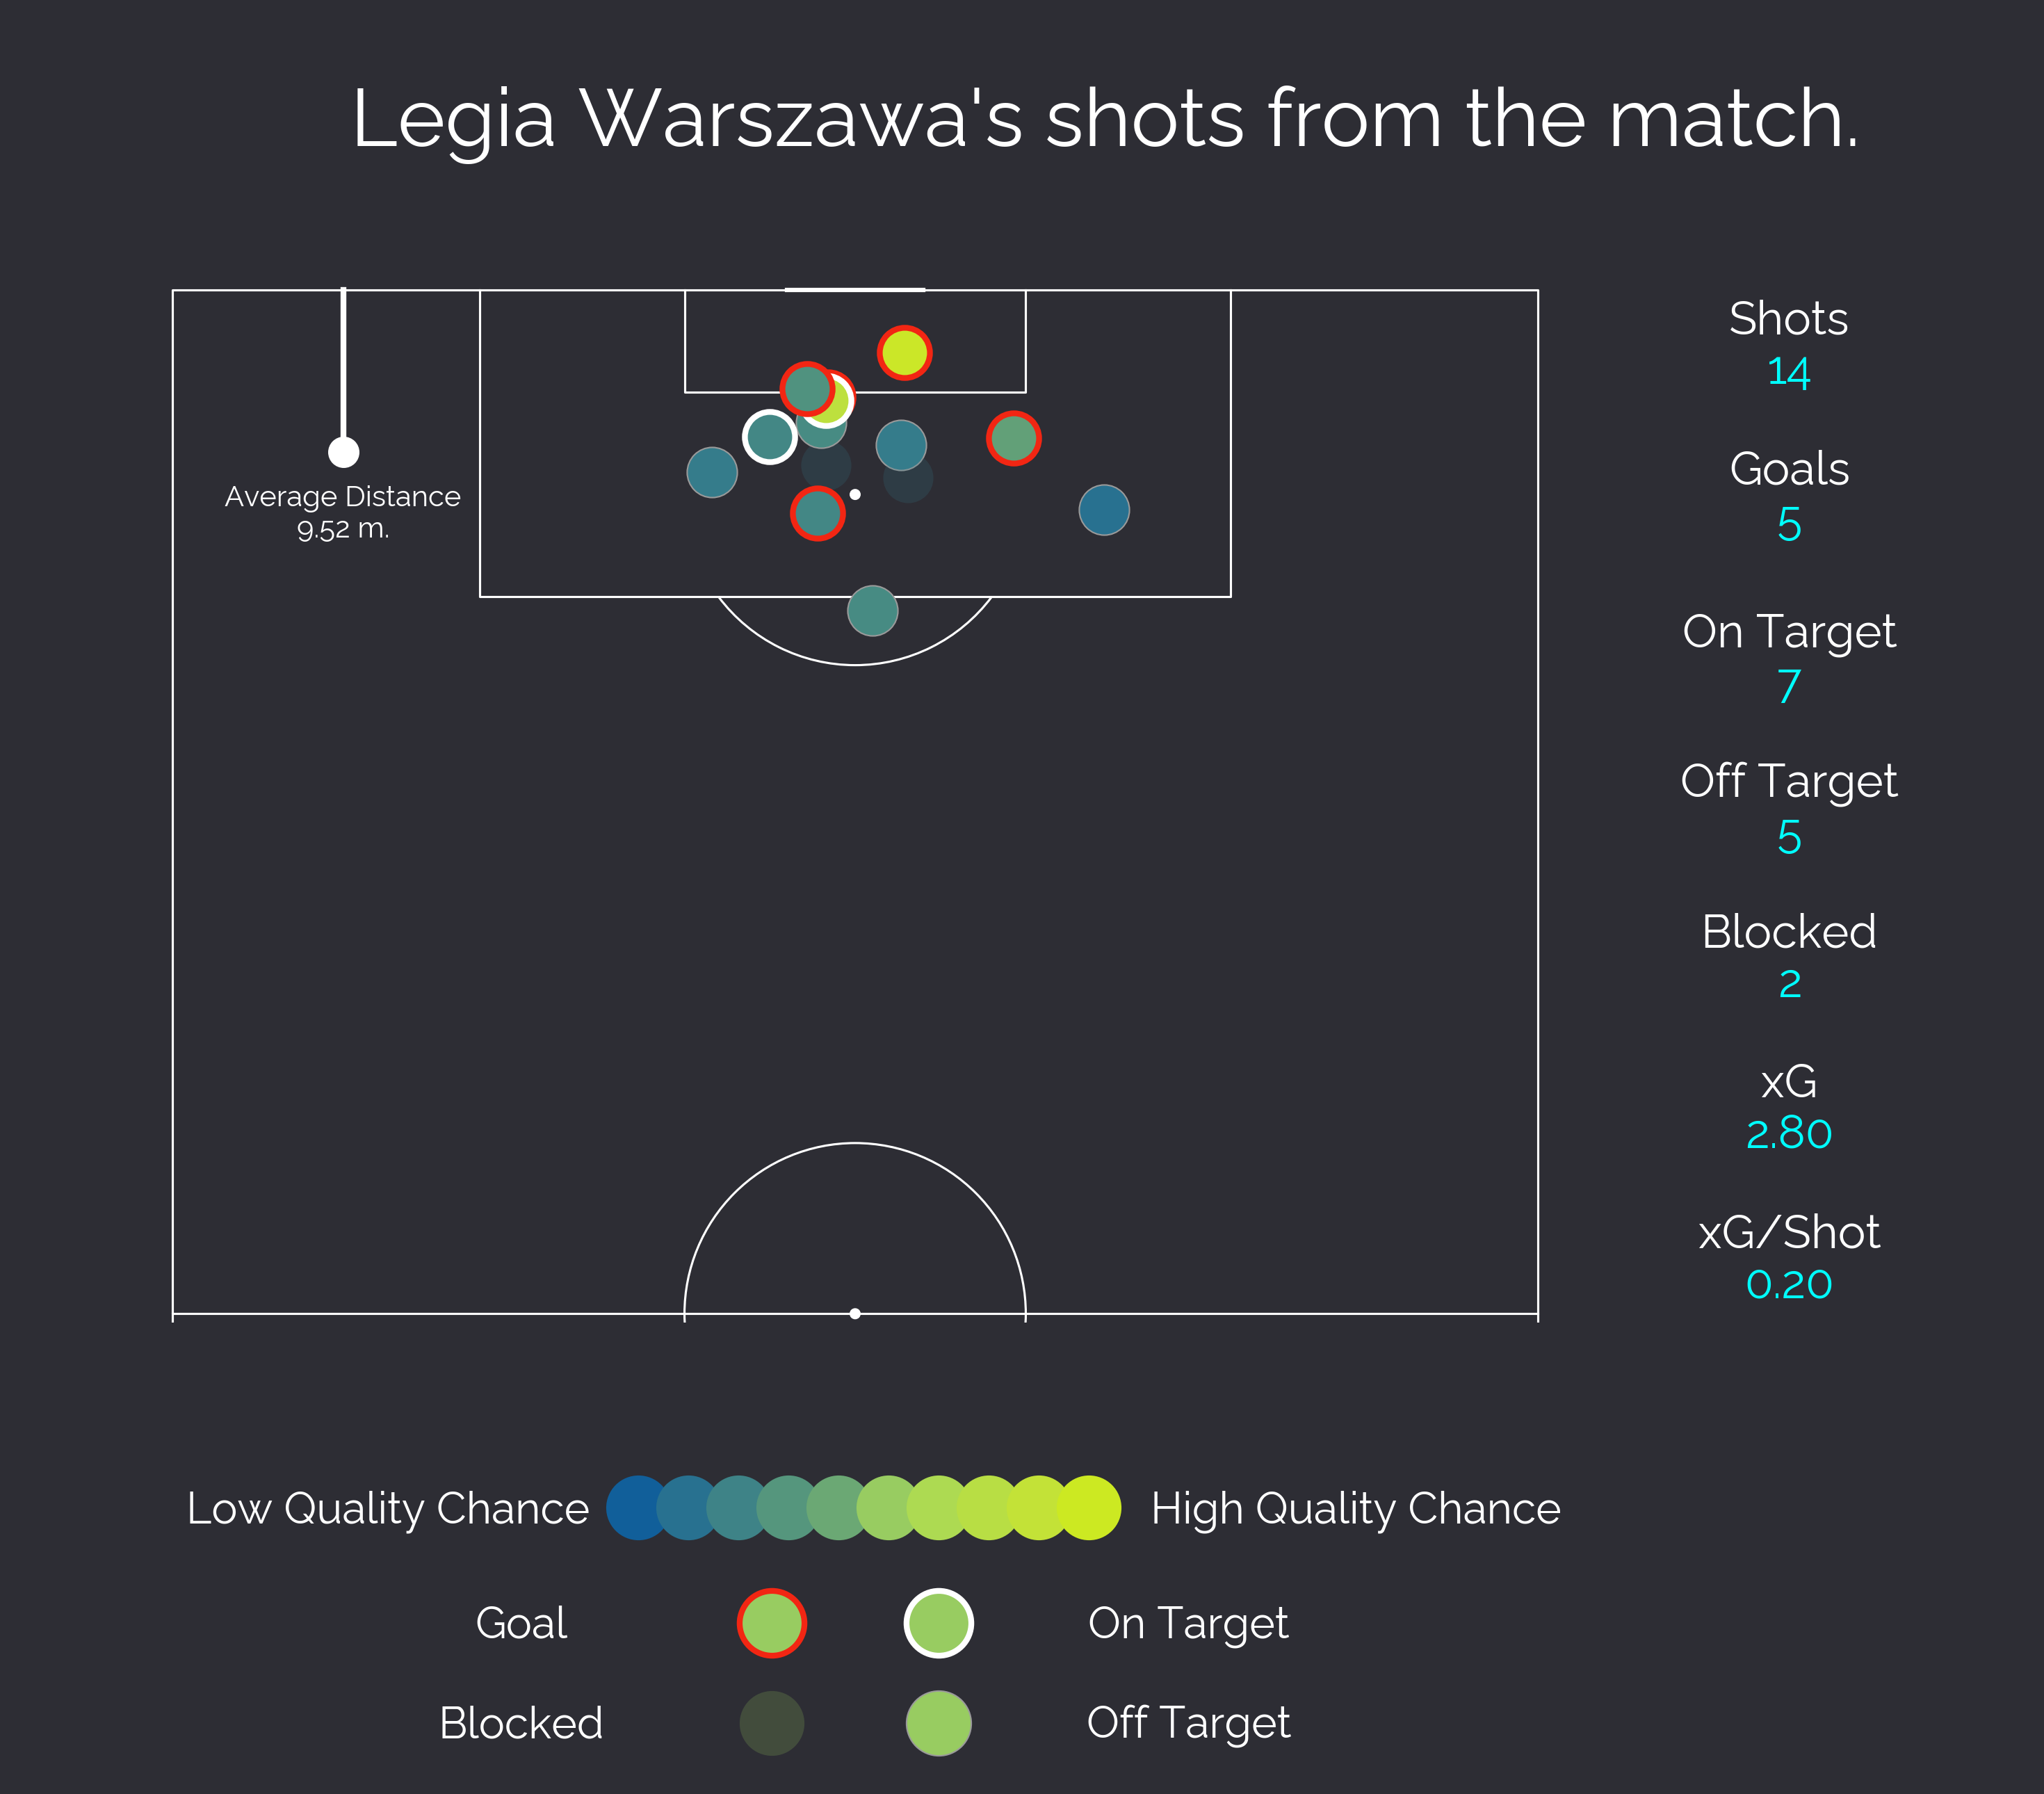 Legia Warszawa's shots from the match.
Average Distance
9.52 m.
Shots
14
Goals
5
On Target
7
Off Target
5
Blocked
2
xG
2.80
xG/Shot
0.20
Low Quality Chance
High Quality Chance
Goal
On Target
Blocked
Off Target